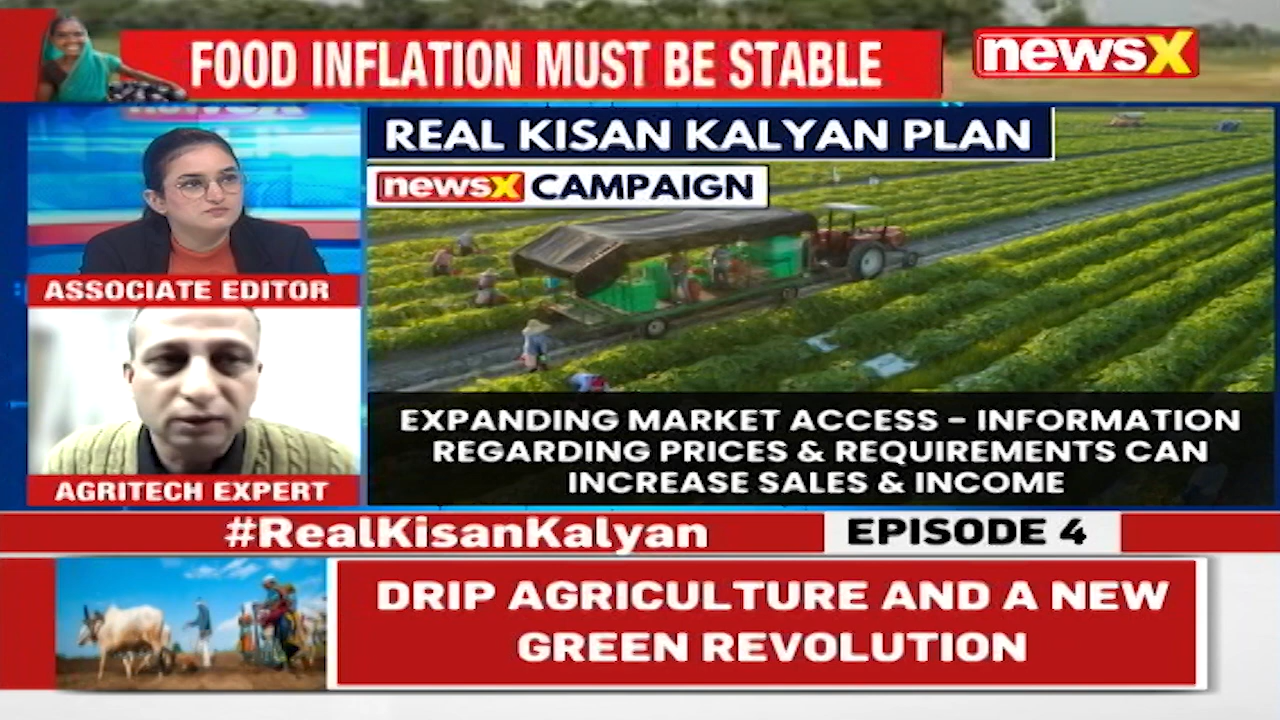 FOOD INFLATION MUST BE STABLE
newsX
REAL KISAN KALYAN PLAN
newsX CAMPAIGN
ASSOCIATE EDITOR
AGRITECH EXPERT
EXPANDING MARKET ACCESS – INFORMATION
REGARDING PRICES & REQUIREMENTS CAN
INCREASE SALES & INCOME
#RealKisanKalyan
EPISODE 4
DRIP AGRICULTURE AND A NEW
GREEN REVOLUTION